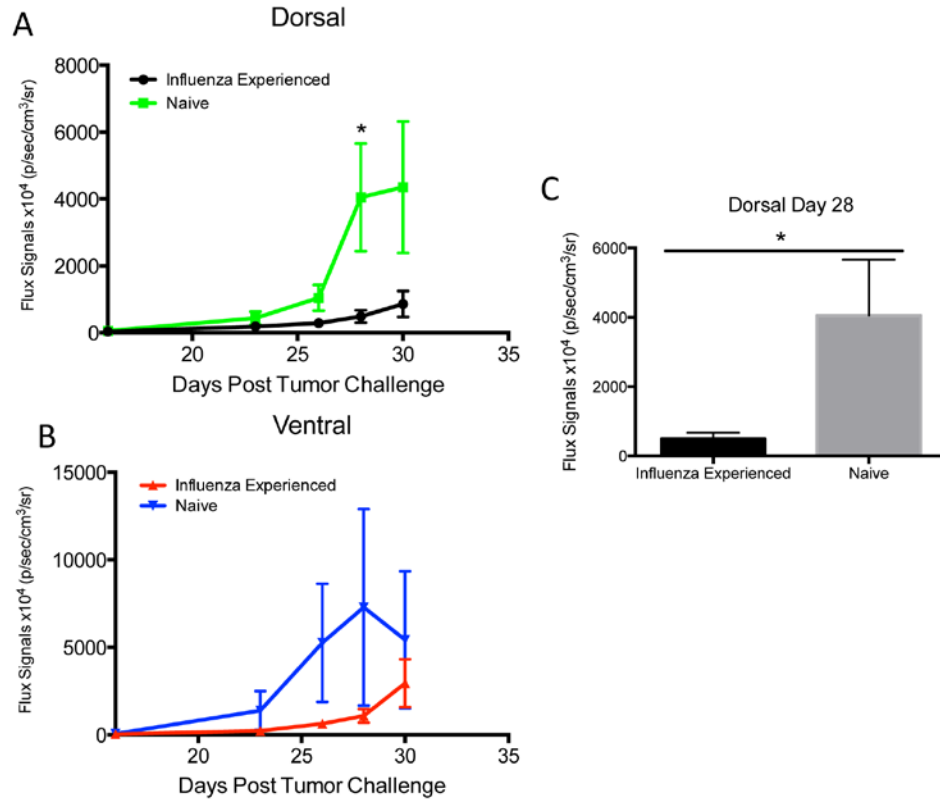 A
Dorsal
Flux Signals x10⁴ (p/sec/cm³/sr)
8000
6000
4000
2000
0
Influenza Experienced
Naive
*
20
25
30
35
Days Post Tumor Challenge
B
Ventral
Flux Signals x10⁴ (p/sec/cm³/sr)
15000
10000
5000
0
Influenza Experienced
Naive
20
25
30
35
Days Post Tumor Challenge
C
Dorsal Day 28
*
Flux Signals x10⁴ (p/sec/cm³/sr)
6000
4000
2000
0
Influenza Experienced
Naive